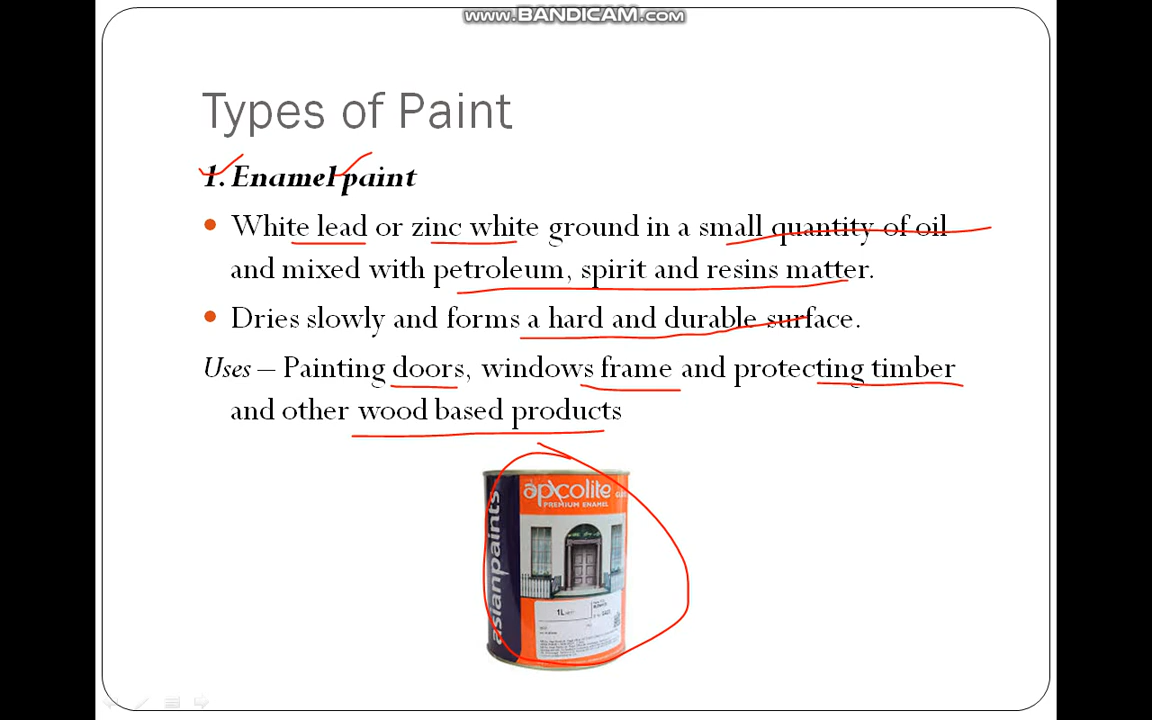 www.BANDICAM.com
Types of Paint
1. Enamel paint
• White lead or zinc white ground in a small quantity of oil
and mixed with petroleum, spirit and resins matter.
• Dries slowly and forms a hard and durable surface.
Uses – Painting doors, windows frame and protecting timber
and other wood based products
apcolite
PREMIUM ENAMEL
asianpaints
1L